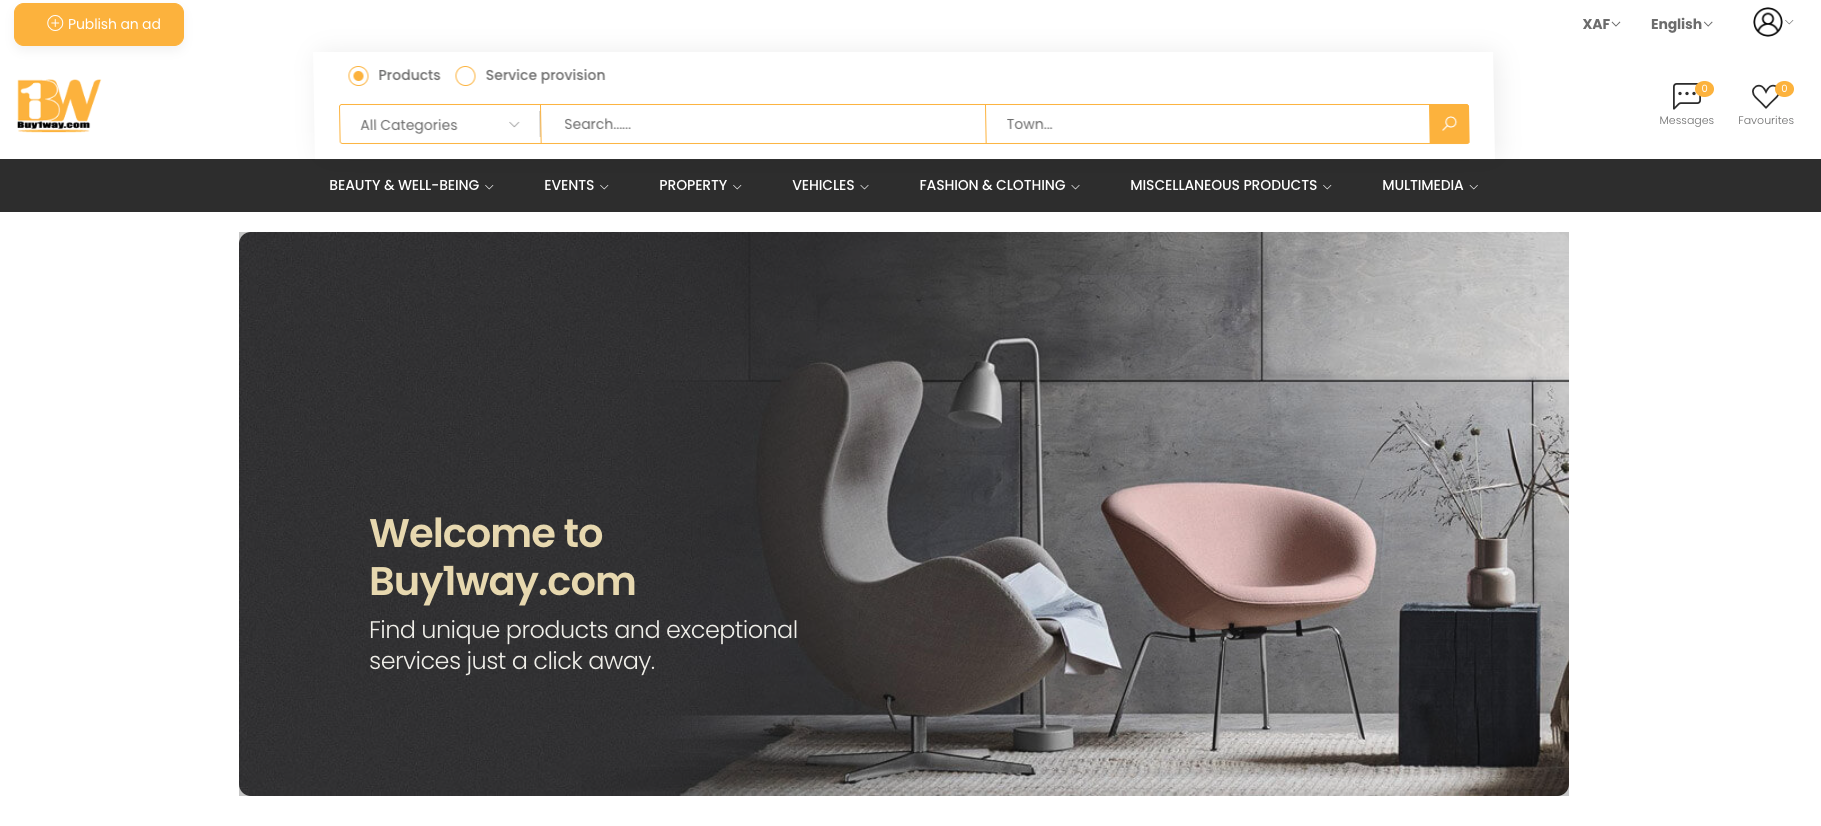 Publish an ad
XAF
English
Products
Service provision
1BW
Buy1way.com
All Categories
Search......
Town...
0
Messages
0
Favourites
BEAUTY & WELL-BEING
EVENTS
PROPERTY
VEHICLES
FASHION & CLOTHING
MISCELLANEOUS PRODUCTS
MULTIMEDIA
Welcome to
Buy1way.com
Find unique products and exceptional
services just a click away.